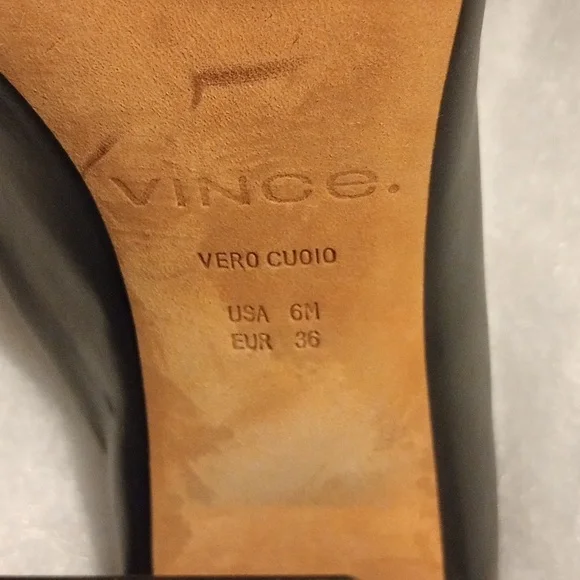 VINCe.
VERO CUOIO
USA 6M
EUR 36